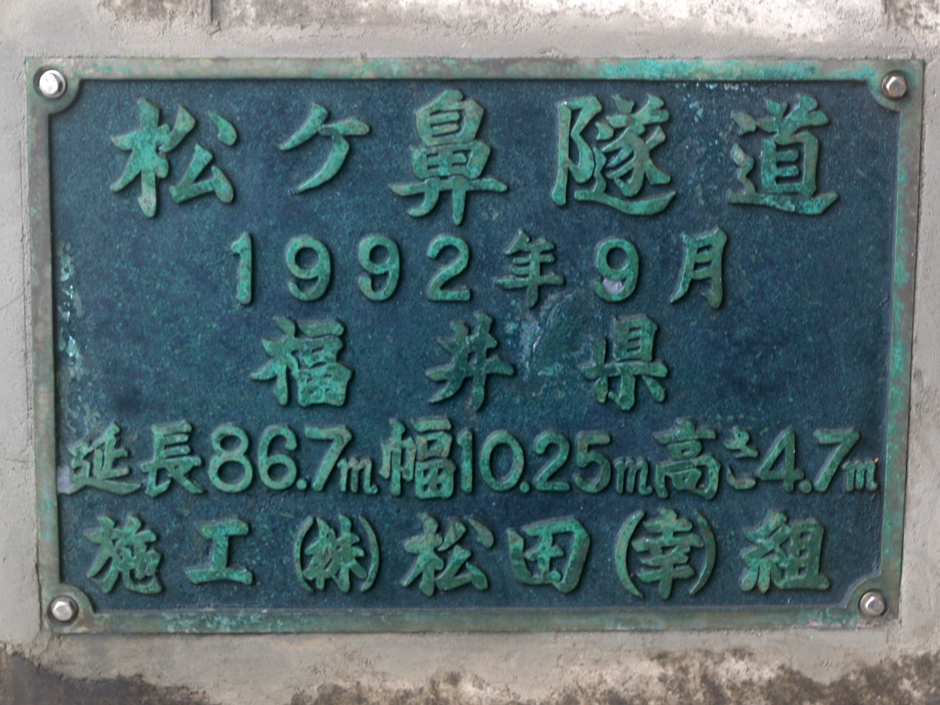 松ケ鼻隧道
1992年9月
福井県
延長86.7m幅10.25m高さ4.7m
施工(株)松田(幸)組